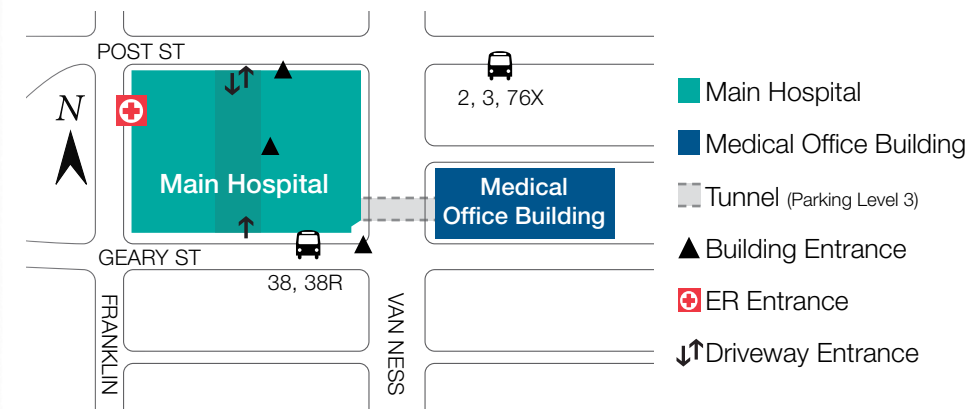 POST ST
N
2, 3, 76X
Main Hospital
Medical
Office Building
GEARY ST
38, 38R
FRANKLIN
VAN NESS
Main Hospital
Medical Office Building
Tunnel (Parking Level 3)
Building Entrance
ER Entrance
Driveway Entrance